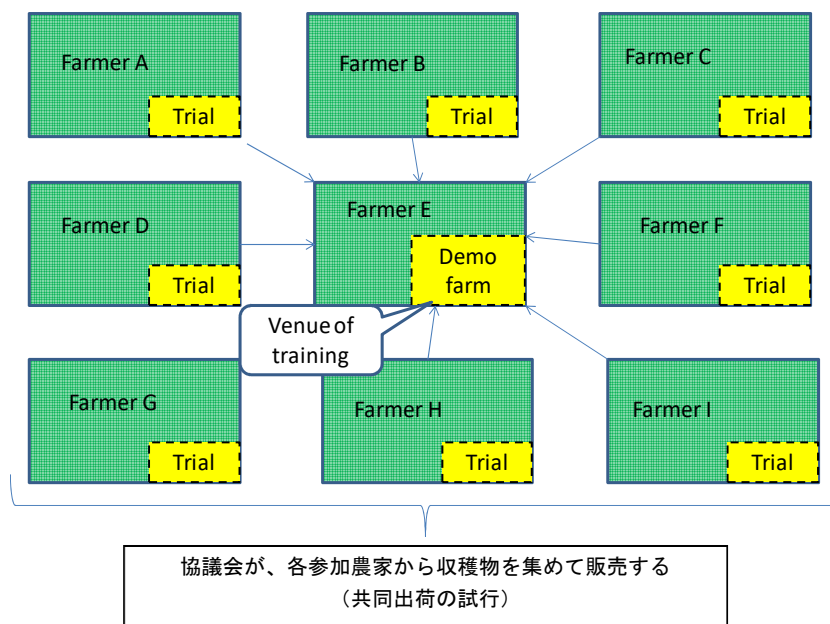 Farmer A
Trial
Farmer B
Trial
Farmer C
Trial
Farmer D
Trial
Farmer E
Demo
farm
Farmer F
Trial
Venue of
training
Farmer G
Trial
Farmer H
Trial
Farmer I
Trial
協議会が、各参加農家から収穫物を集めて販売する
（共同出荷の試行）